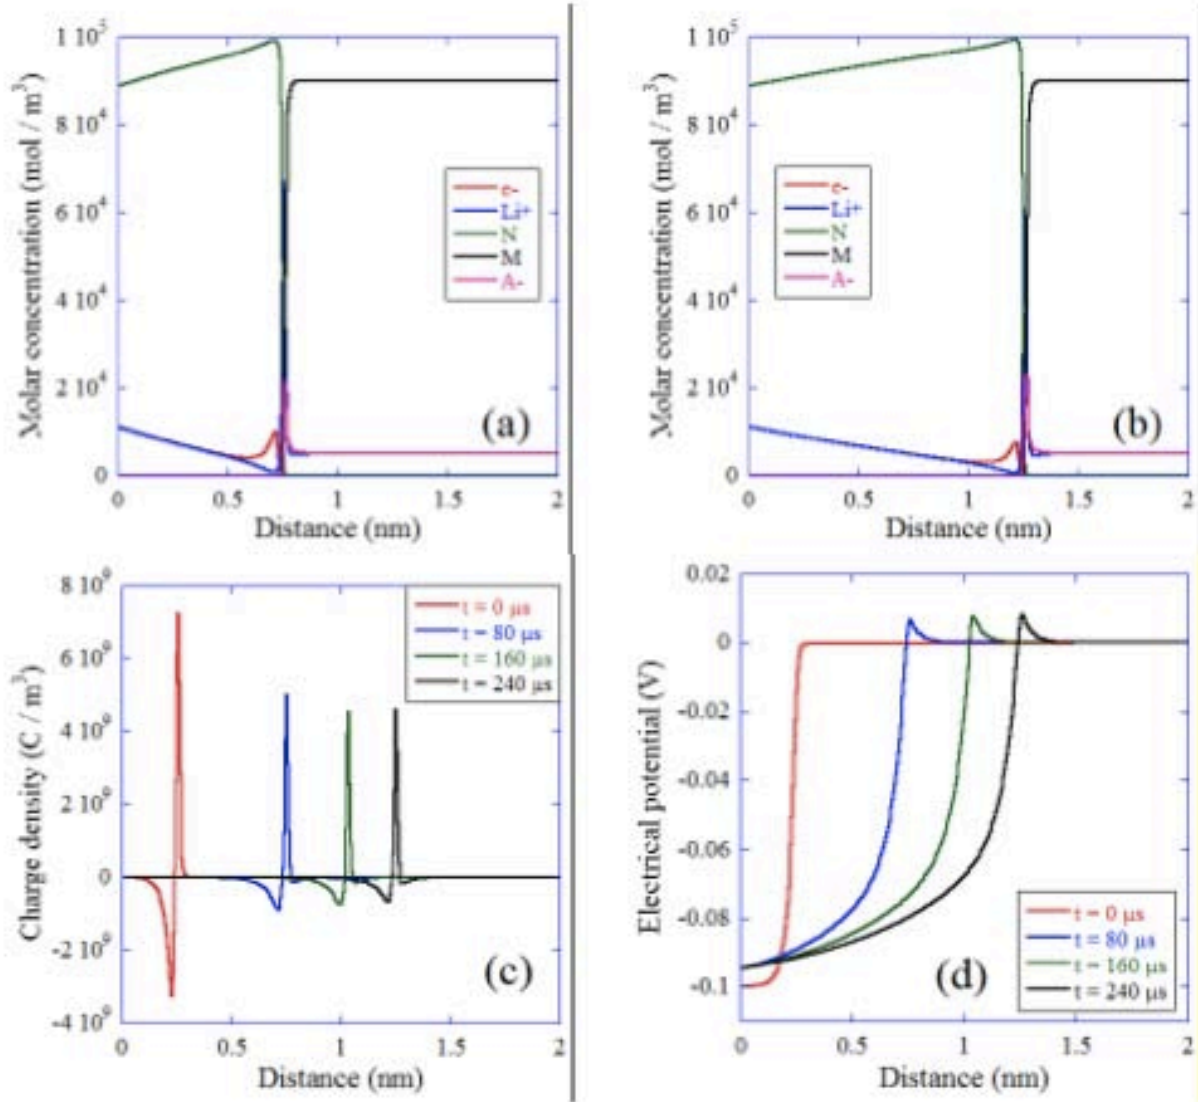 1 10⁵
8 10⁴
6 10⁴
4 10⁴
2 10⁴
0
Molar concentration (mol / m³)
e-
Li+
N
M
A-
(a)
0 0.5 1 1.5 2
Distance (nm)
1 10⁵
8 10⁴
6 10⁴
4 10⁴
2 10⁴
0
Molar concentration (mol / m³)
e-
Li+
N
M
A-
(b)
0 0.5 1 1.5 2
Distance (nm)
8 10⁹
6 10⁹
4 10⁹
2 10⁹
0
-2 10⁹
-4 10⁹
Charge density (C / m³)
t = 0 µs
t = 80 µs
t = 160 µs
t = 240 µs
(c)
0 0.5 1 1.5 2
Distance (nm)
0.02
0
-0.02
-0.04
-0.06
-0.08
-0.1
Electrical potential (V)
t = 0 µs
t = 80 µs
t = 160 µs
t = 240 µs
(d)
0 0.5 1 1.5 2
Distance (nm)